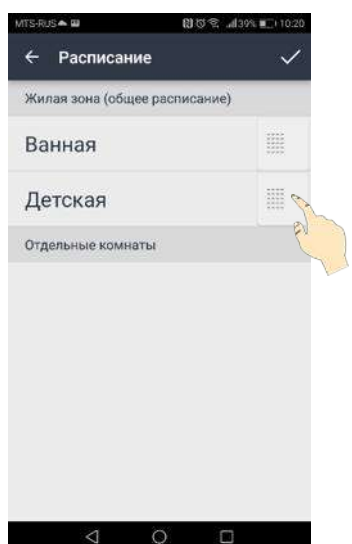 MTS-RUS 39% 10:20
Расписание
Жилая зона (общее расписание)
Ванная
Детская
Отдельные комнаты